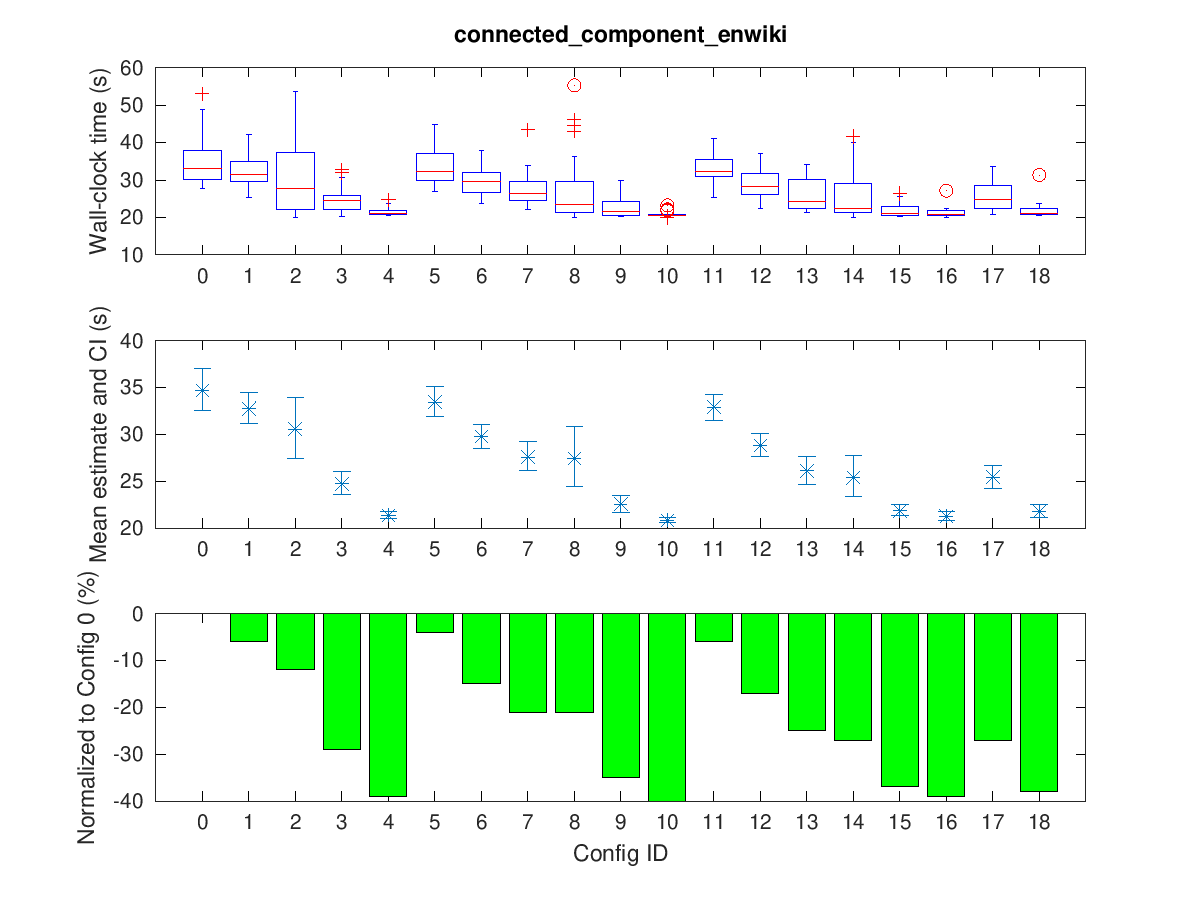 connected_component_enwiki
Wall-clock time (s)
60
50
40
30
20
10
0 1 2 3 4 5 6 7 8 9 10 11 12 13 14 15 16 17 18
Mean estimate and CI (s)
40
35
30
25
20
0 1 2 3 4 5 6 7 8 9 10 11 12 13 14 15 16 17 18
Normalized to Config 0 (%)
0
-10
-20
-30
-40
0 1 2 3 4 5 6 7 8 9 10 11 12 13 14 15 16 17 18
Config ID